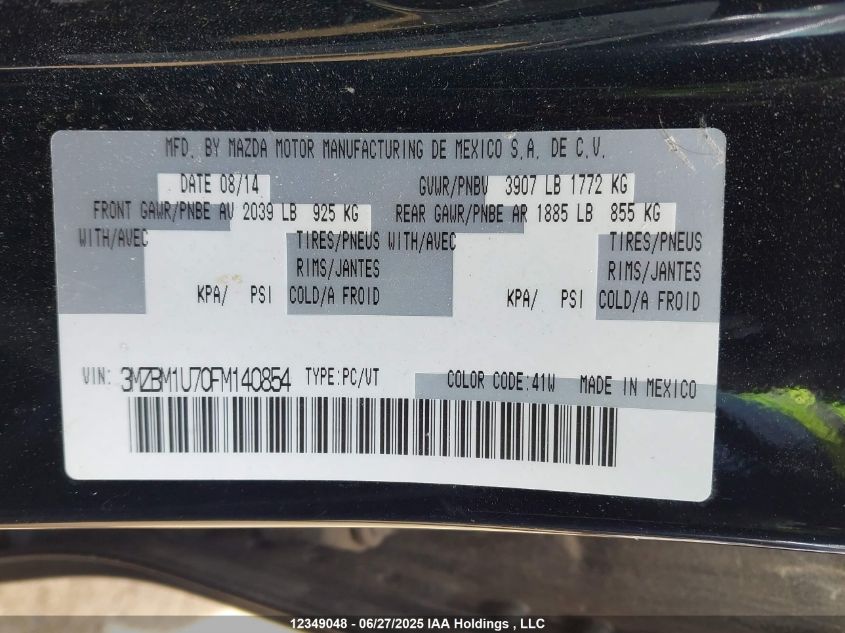 MFD. BY MAZDA MOTOR MANUFACTURING DE MEXICO S.A. DE C.V.
DATE 08/14 GVWR/PNBV 3907 LB 1772 KG
FRONT GAWR/PNBE AV 2039 LB 925 KG REAR GAWR/PNBE AR 1885 LB 855 KG
WITH/AVEC TIRES/PNEUS WITH/AVEC TIRES/PNEUS
RIMS/JANTES RIMS/JANTES
KPA/ PSI COLD/A FROID KPA/ PSI COLD/A FROID
VIN: 3MZBM1U70FM140854 TYPE:PC/VT COLOR CODE:41W MADE IN MEXICO
12349048 - 06/27/2025 IAA Holdings , LLC